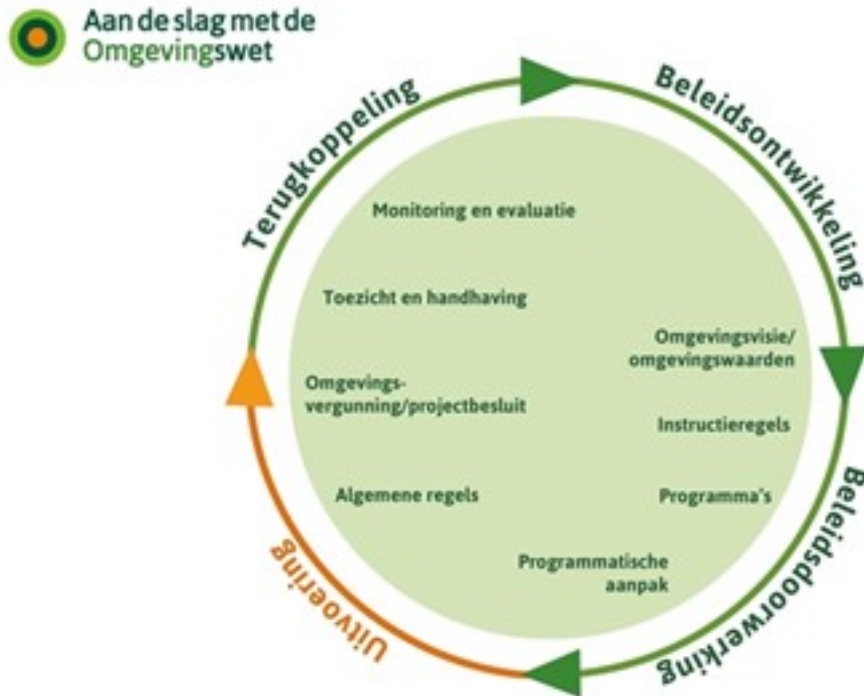 Aan de slag met de
Omgevingswet
Terugkoppeling
Beleidsontwikkeling
Monitoring en evaluatie
Toezicht en handhaving
Omgevingsvisie/
omgevingswaarden
Omgevings-
vergunning/projectbesluit
Instructieregels
Algemene regels
Programma's
Programmatische
aanpak
Uitvoering
Beleidsdoorwerking